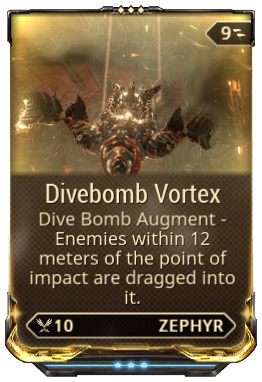 9
Divebomb Vortex
Dive Bomb Augment -
Enemies within 12
meters of the point of
impact are dragged into
it.
10 ZEPHYR